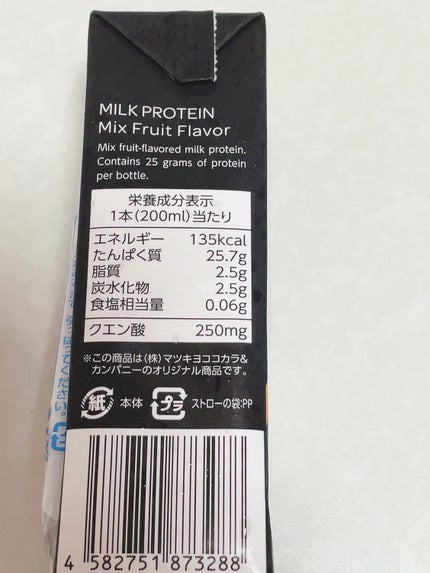 MILK PROTEIN
Mix Fruit Flavor
Mix fruit-flavored milk protein.
Contains 25 grams of protein
per bottle.
栄養成分表示
1本(200ml)当たり
エネルギー 135kcal
たんぱく質 25.7g
脂質 2.5g
炭水化物 2.5g
食塩相当量 0.06g
クエン酸 250mg
※この商品は(株)マツキヨココカラ&
カンパニーのオリジナル商品です。
紙 本体 プラ ストローの袋:PP
4 582751 873288
ください。